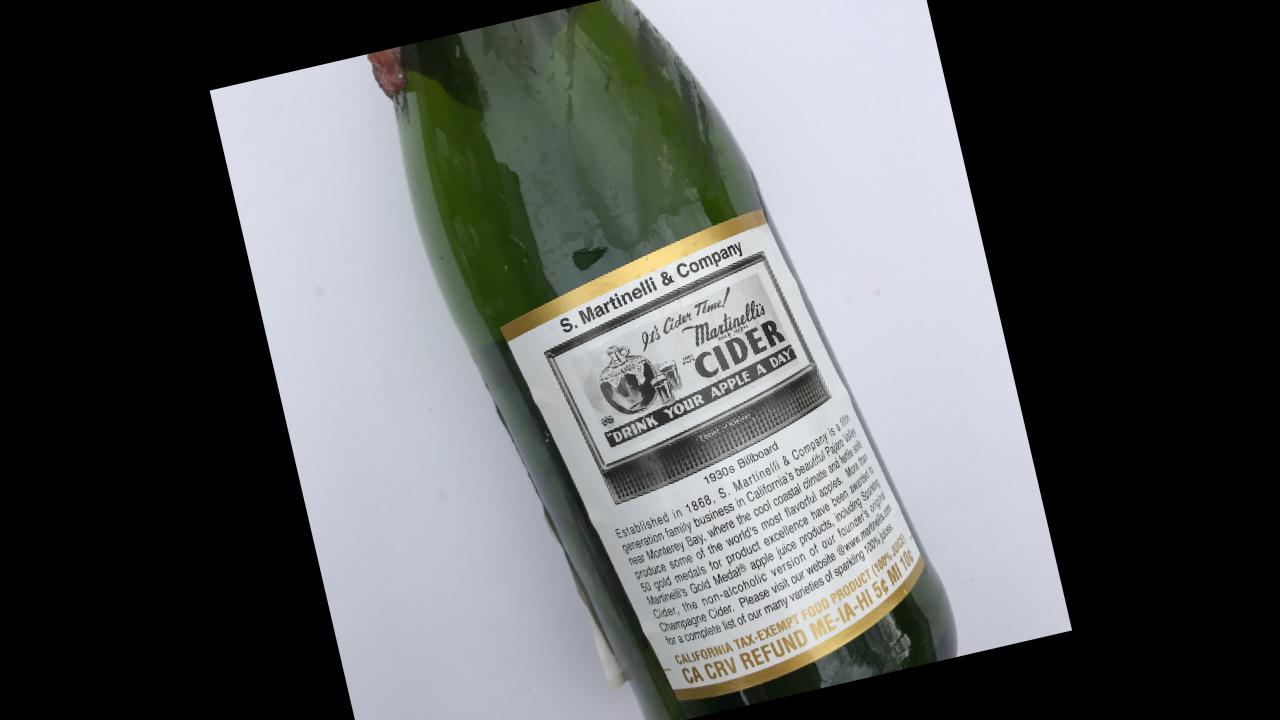 S. Martinelli & Company
It's Cider Time!
Martinelli's
GOLD MEDAL
CIDER
"DRINK YOUR APPLE A DAY"
Foster and Kleiser
1930s Billboard
Established in 1868, S. Martinelli & Company is a fifth
generation family business in California's beautiful Pajaro Valley
near Monterey Bay, where the cool coastal climate and fertile soils
produce some of the world's most flavorful apples. More than
50 gold medals for product excellence have been awarded to
Martinelli's Gold Medal® apple juice products, including Sparkling
Cider, the non-alcoholic version of our founder's original
Champagne Cider. Please visit our website @www.martinellis.com
for a complete list of our many varieties of sparkling 100% juices.
CALIFORNIA TAX-EXEMPT FOOD PRODUCT (100% JUICE)
CA CRV REFUND ME-IA-HI 5¢ MI 10¢